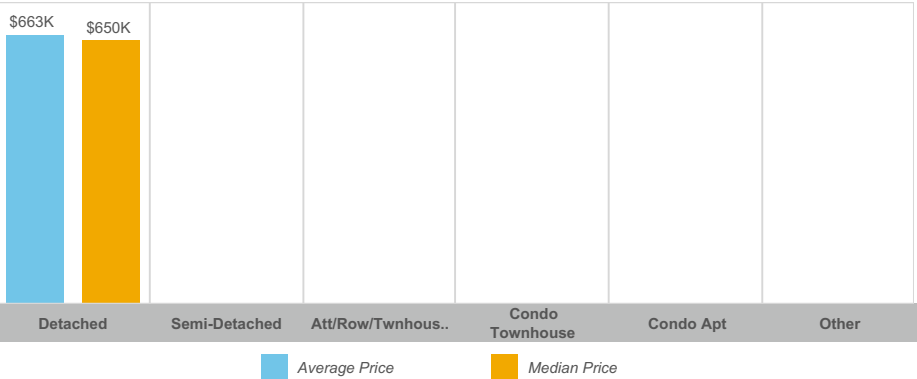 $663K
$650K
Detached
Semi-Detached
Att/Row/Twnhous..
Condo
Townhouse
Condo Apt
Other
Average Price
Median Price